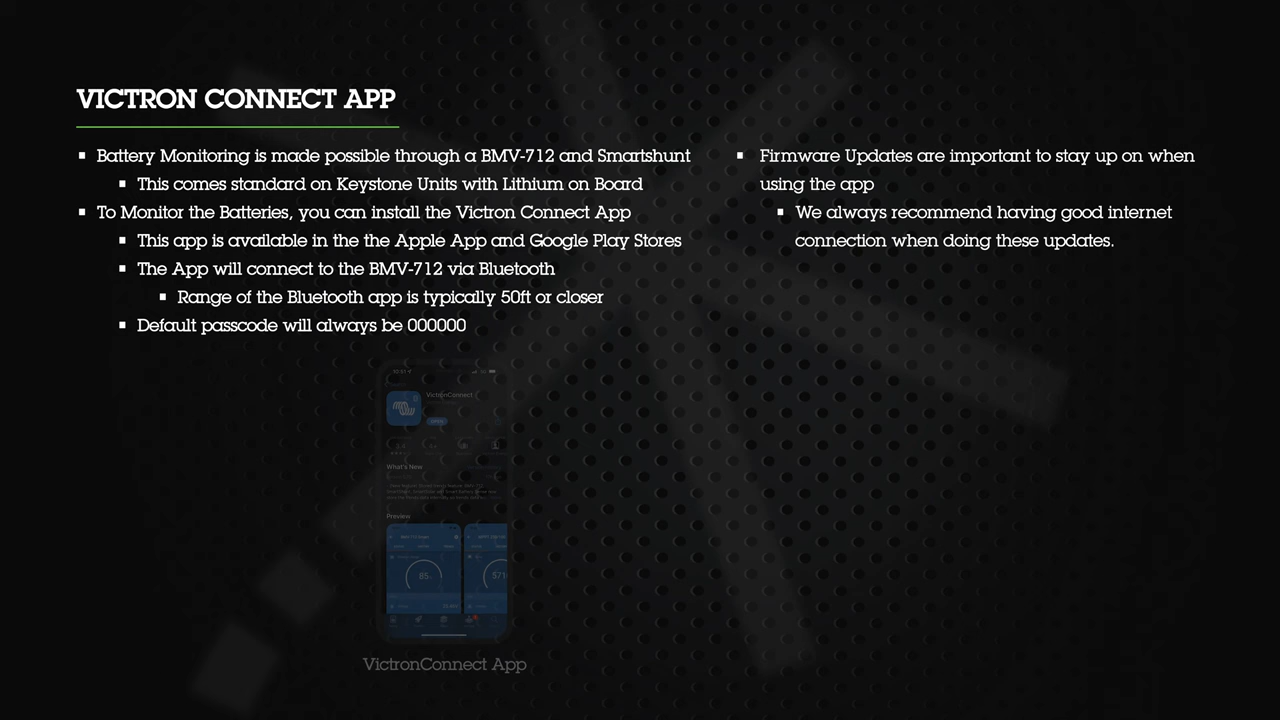 VICTRON CONNECT APP
▪ Battery Monitoring is made possible through a BMV-712 and Smartshunt
▪ This comes standard on Keystone Units with Lithium on Board
▪ To Monitor the Batteries, you can install the Victron Connect App
▪ This app is available in the the Apple App and Google Play Stores
▪ The App will connect to the BMV-712 via Bluetooth
▪ Range of the Bluetooth app is typically 50ft or closer
▪ Default passcode will always be 000000
▪ Firmware Updates are important to stay up on when
using the app
▪ We always recommend having good internet
connection when doing these updates.
VictronConnect
OPEN
What's New
Preview
85
VictronConnect App